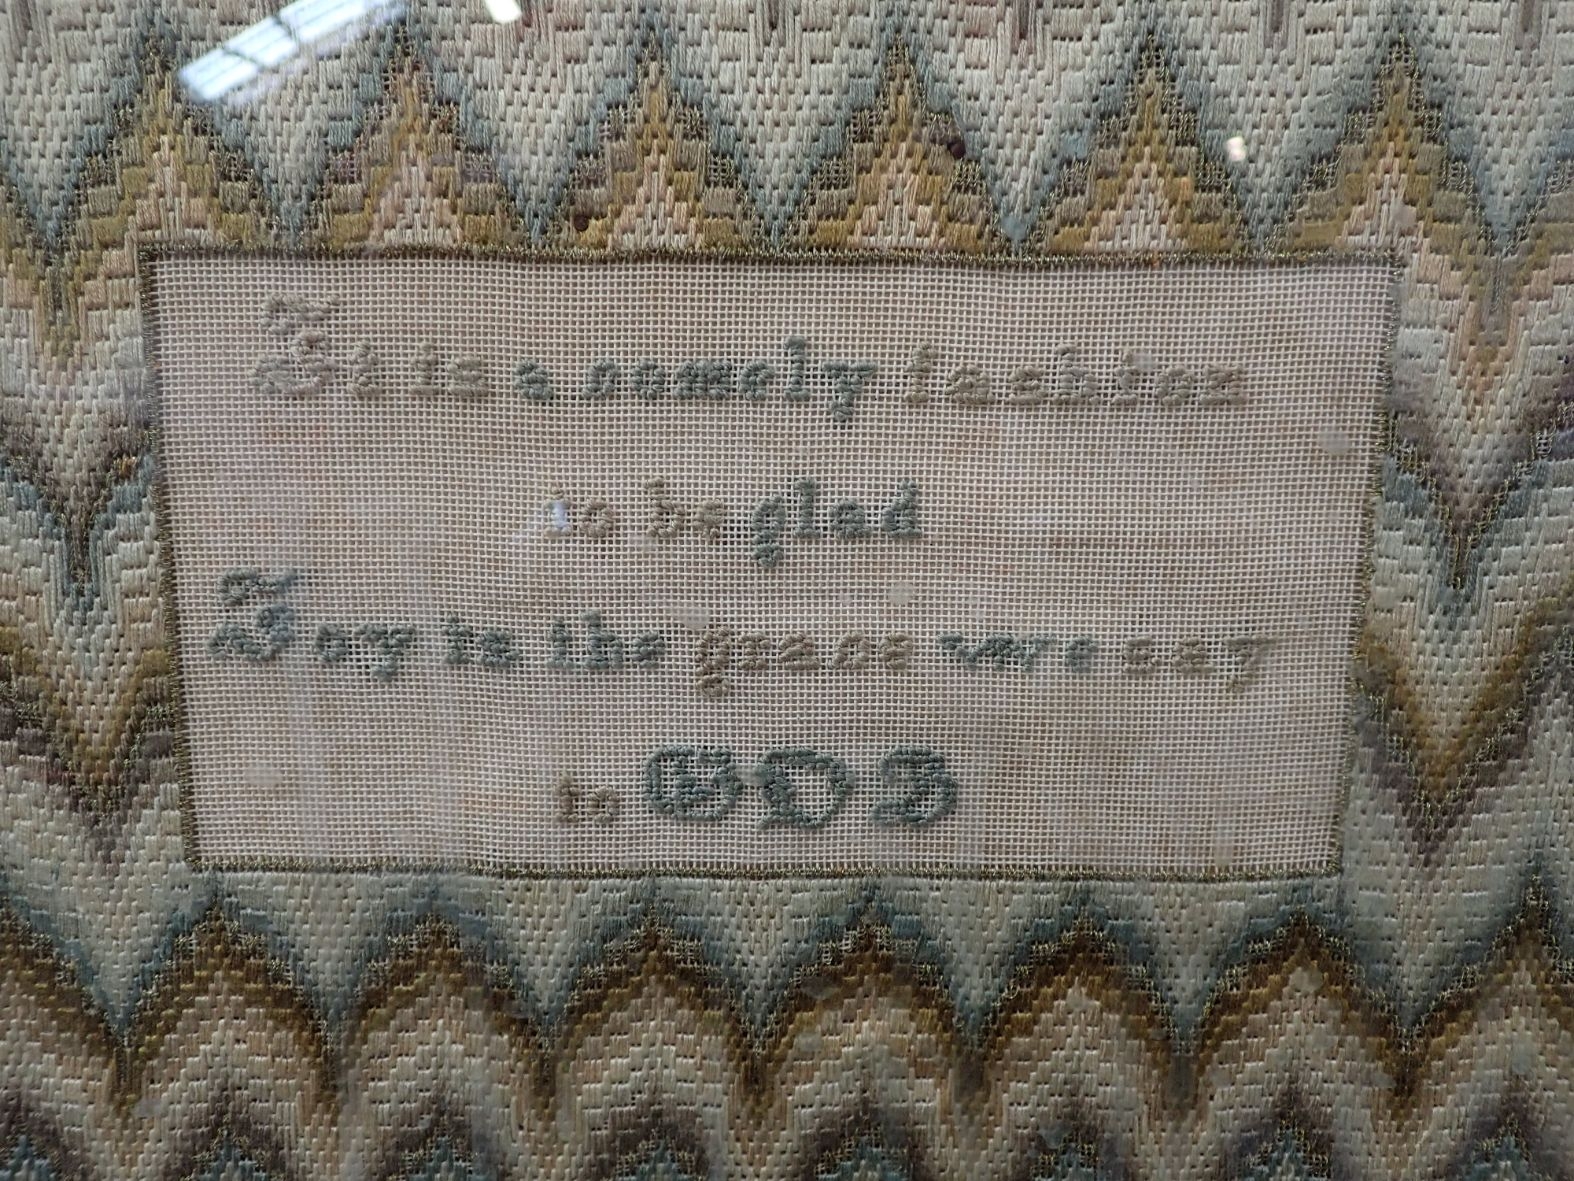 It is a comely fashion
to be glad
Joy is the grace we say
to GOD